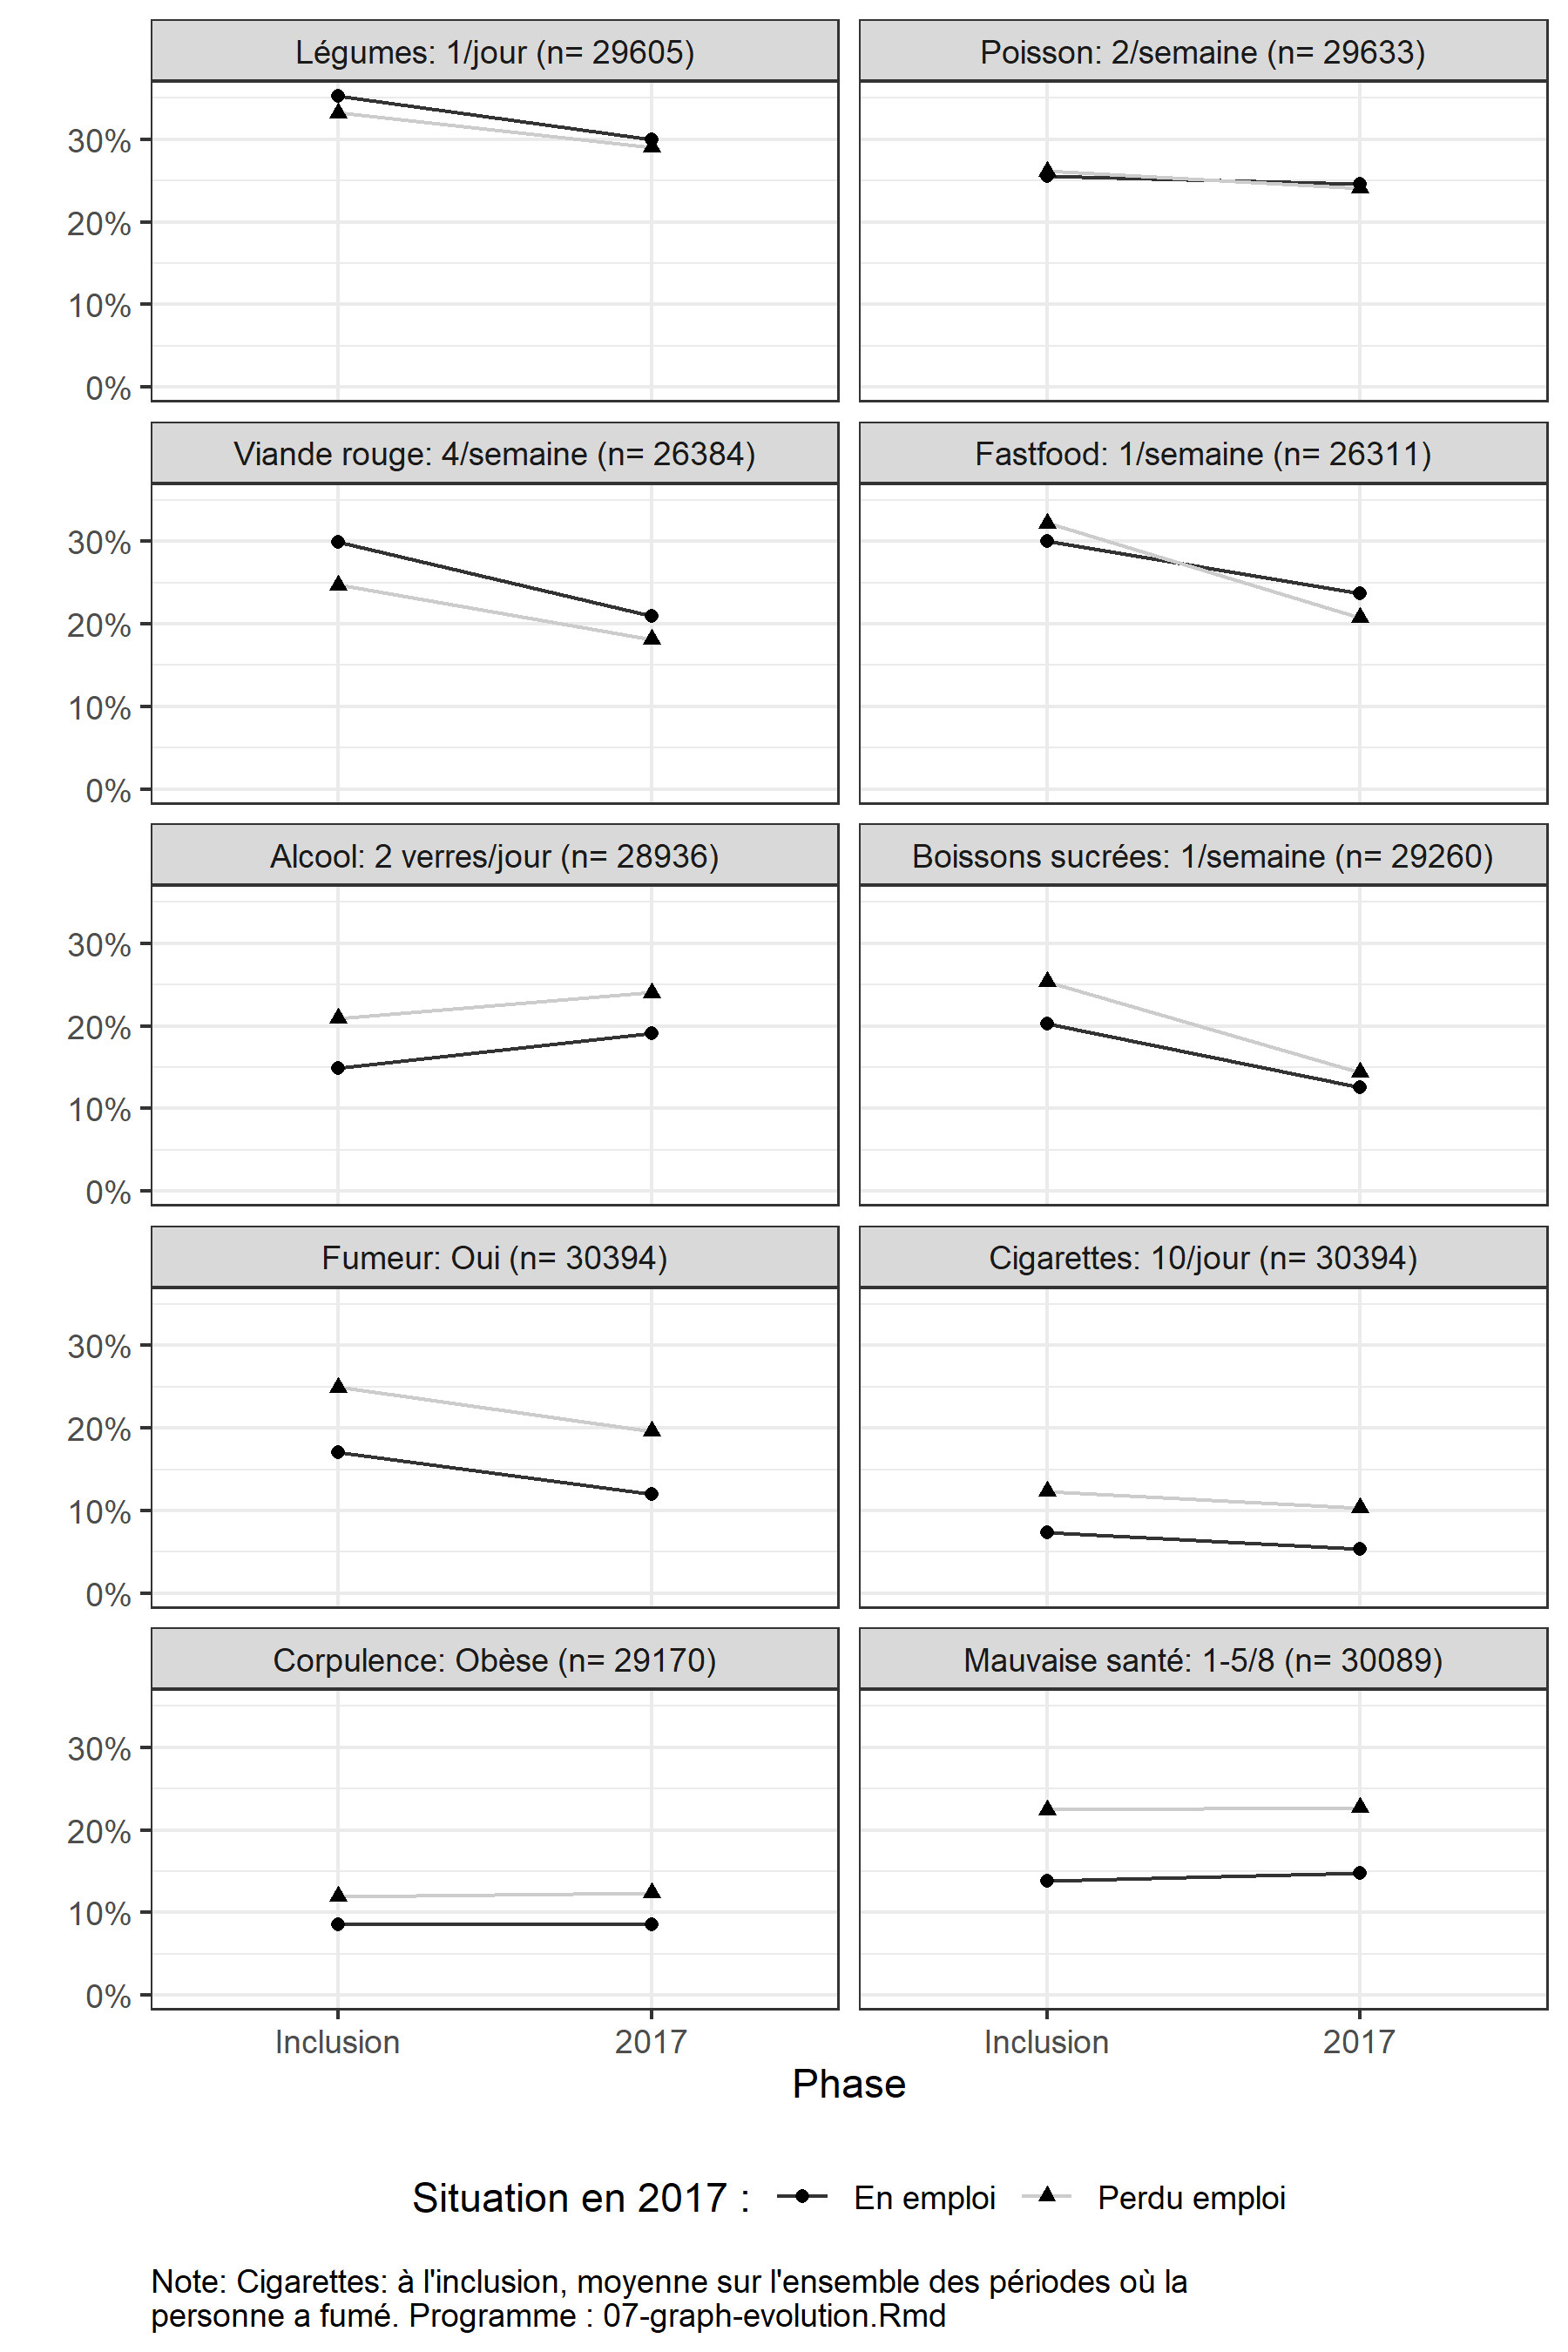 Légumes: 1/jour (n= 29605)
Poisson: 2/semaine (n= 29633)
30%
20%
10%
0%
Viande rouge: 4/semaine (n= 26384)
Fastfood: 1/semaine (n= 26311)
30%
20%
10%
0%
Alcool: 2 verres/jour (n= 28936)
Boissons sucrées: 1/semaine (n= 29260)
30%
20%
10%
0%
Fumeur: Oui (n= 30394)
Cigarettes: 10/jour (n= 30394)
30%
20%
10%
0%
Corpulence: Obèse (n= 29170)
Mauvaise santé: 1-5/8 (n= 30089)
30%
20%
10%
0%
Inclusion 2017 Inclusion 2017
Phase
Situation en 2017 : En emploi Perdu emploi
Note: Cigarettes: à l'inclusion, moyenne sur l'ensemble des périodes où la
personne a fumé. Programme : 07-graph-evolution.Rmd